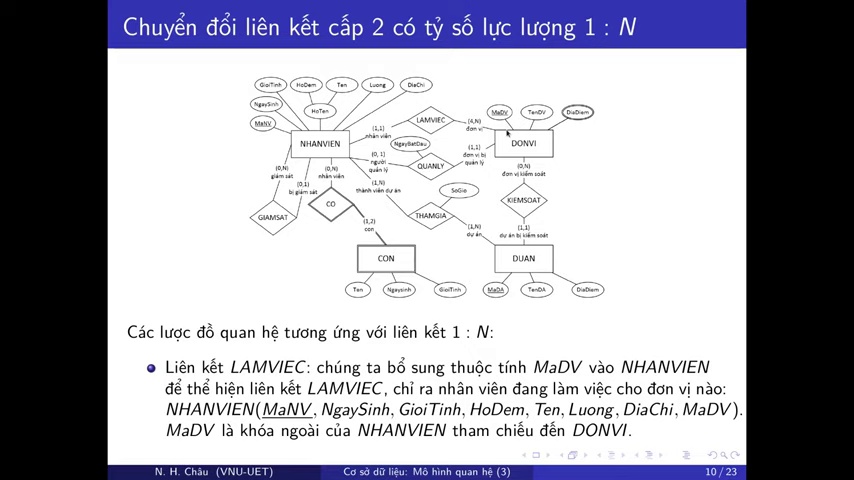 Chuyển đổi liên kết cấp 2 có tỷ số lực lượng 1 : N
GioiTinh HoDem Ten Luong DiaChi
NgaySinh HoTen MaDV TenDV DiaDiem
MaNV LAMVIEC
(1,1) nhân viên
(4,N) đơn vị
NHANVIEN DONVI
NgayBatDau
(0, 1) người quản lý
QUANLY
(1,1) đơn vị bị quản lý
(0,N) giám sát
(0,1) bị giám sát
(0,N) nhân viên
(1,N) thành viên dự án
(0,N) đơn vị kiểm soát
SoGio
CO KIEMSOAT
GIAMSAT THAMGIA
(1,2) con
(1,N) dự án
(1,1) dự án bị kiểm soát
CON DUAN
Ten Ngaysinh GioiTinh MaDA TenDA DiaDiem
Các lược đồ quan hệ tương ứng với liên kết 1 : N:
Liên kết LAMVIEC: chúng ta bổ sung thuộc tính MaDV vào NHANVIEN
để thể hiện liên kết LAMVIEC, chỉ ra nhân viên đang làm việc cho đơn vị nào:
NHANVIEN(MaNV, NgaySinh, GioiTinh, HoDem, Ten, Luong, DiaChi, MaDV).
MaDV là khóa ngoài của NHANVIEN tham chiếu đến DONVI.
N. H. Châu (VNU-UET) Cơ sở dữ liệu: Mô hình quan hệ (3) 10 / 23